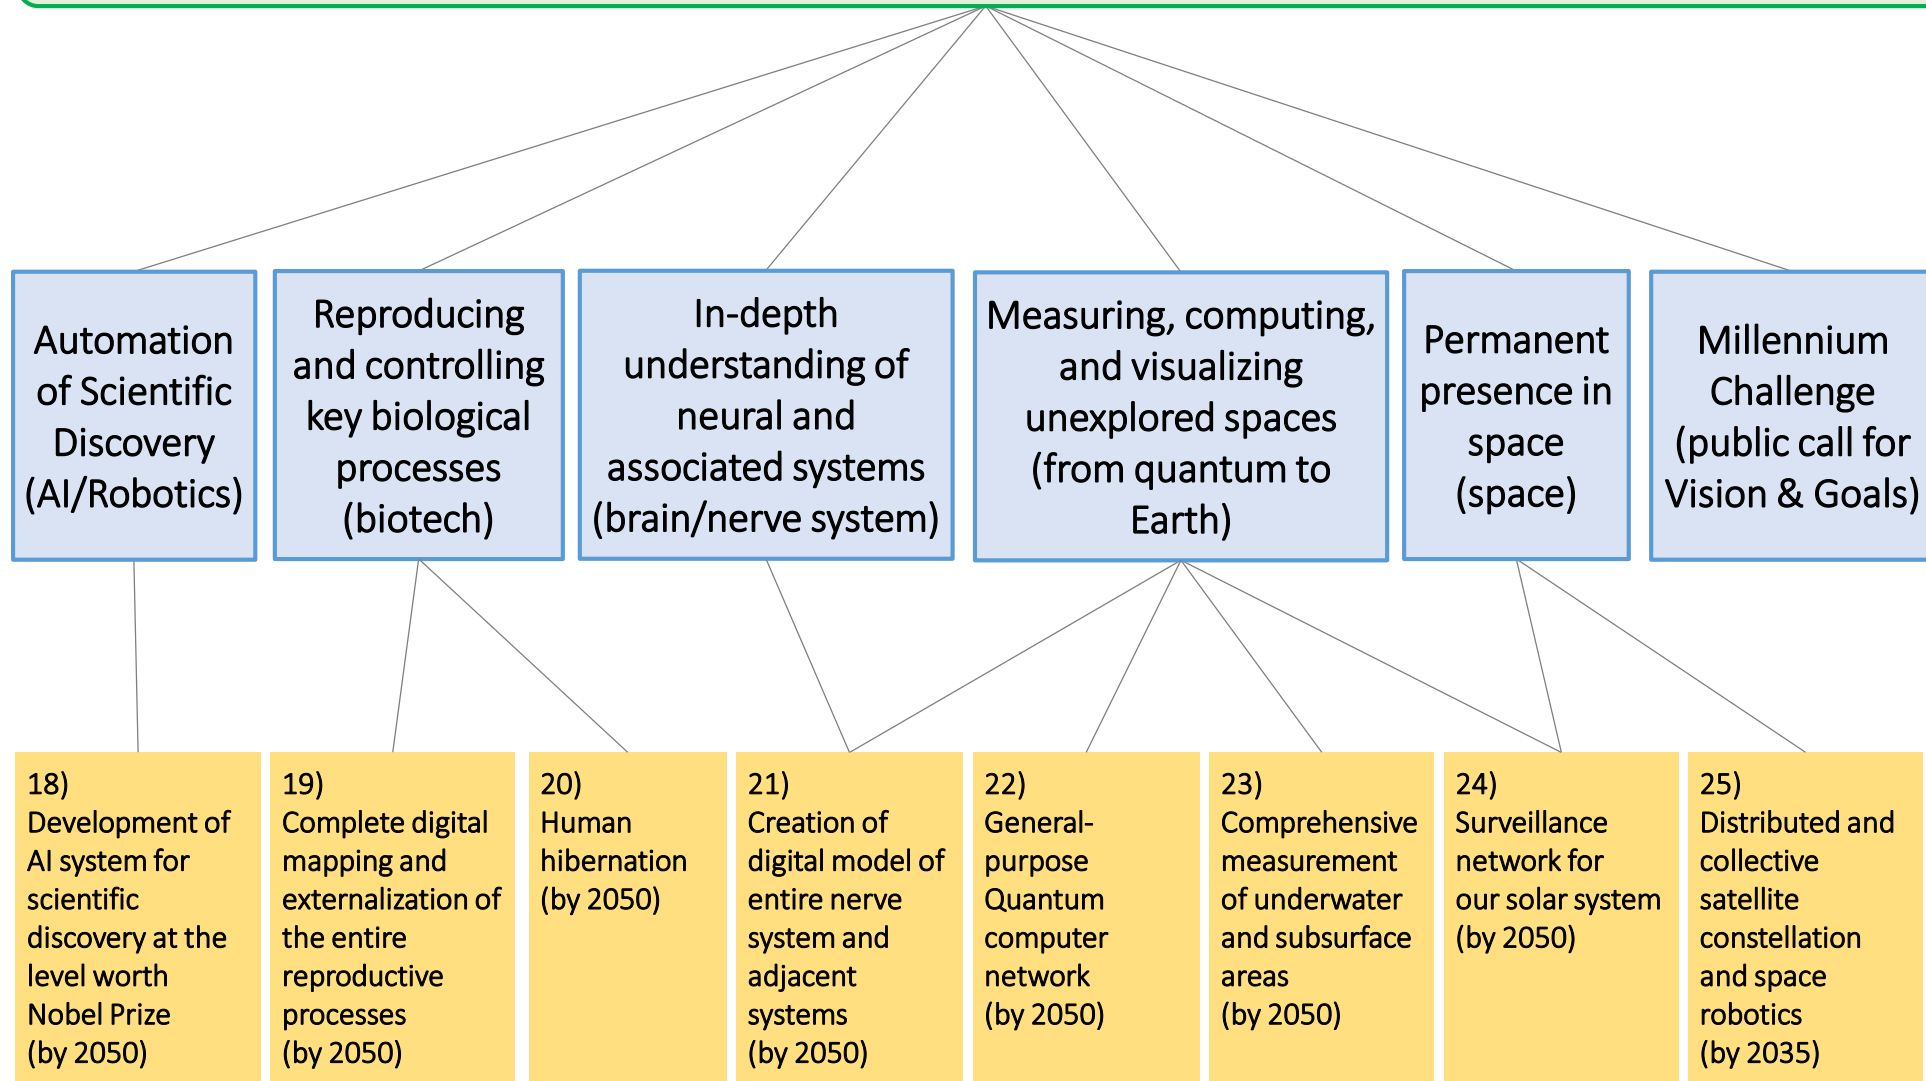 Automation
of Scientific
Discovery
(AI/Robotics)
Reproducing
and controlling
key biological
processes
(biotech)
In-depth
understanding of
neural and
associated systems
(brain/nerve system)
Measuring, computing,
and visualizing
unexplored spaces
(from quantum to
Earth)
Permanent
presence in
space
(space)
Millennium
Challenge
(public call for
Vision & Goals)
18)
Development of
AI system for
scientific
discovery at the
level worth
Nobel Prize
(by 2050)
19)
Complete digital
mapping and
externalization of
the entire
reproductive
processes
(by 2050)
20)
Human
hibernation
(by 2050)
21)
Creation of
digital model of
entire nerve
system and
adjacent
systems
(by 2050)
22)
General-
purpose
Quantum
computer
network
(by 2050)
23)
Comprehensive
measurement
of underwater
and subsurface
areas
(by 2050)
24)
Surveillance
network for
our solar system
(by 2050)
25)
Distributed and
collective
satellite
constellation
and space
robotics
(by 2035)